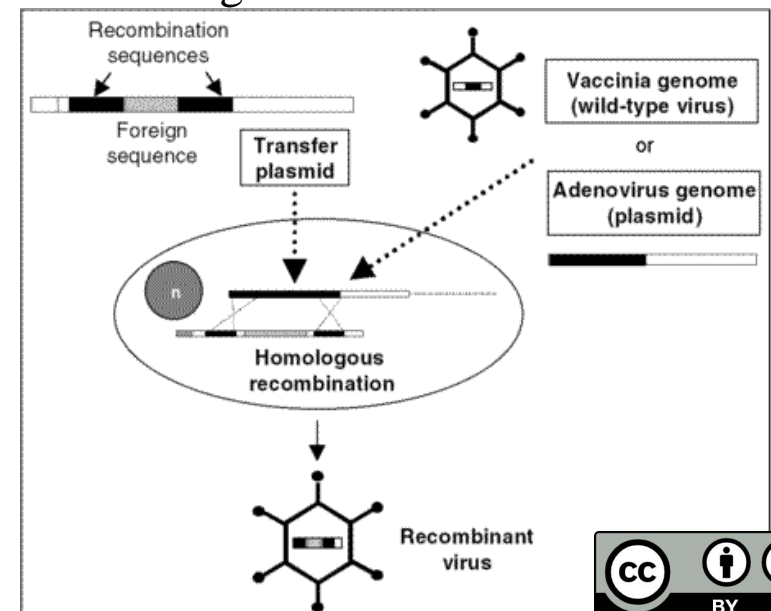 Recombination
sequences
Foreign
sequence
Transfer
plasmid
Vaccinia genome
(wild-type virus)
or
Adenovirus genome
(plasmid)
n
Homologous
recombination
Recombinant
virus
cc
BY